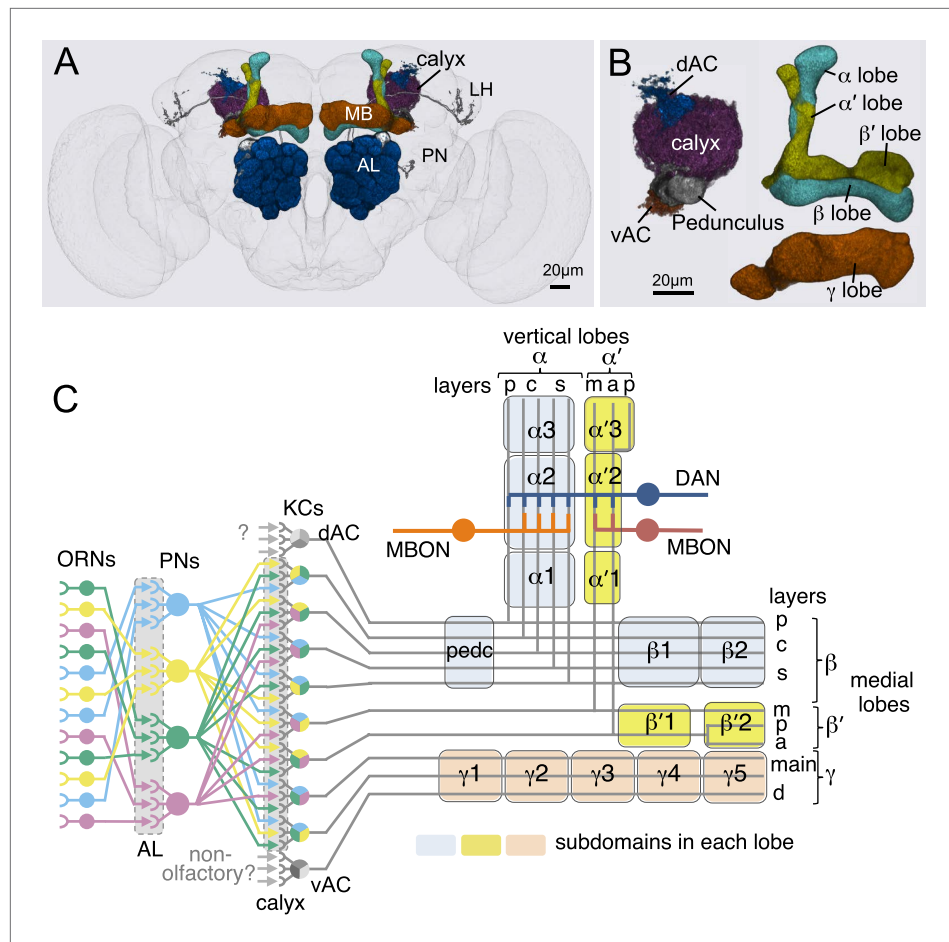 A
calyx
LH
MB
AL
PN
20µm
B
dAC
calyx
vAC
Pedunculus
20µm
α lobe
α′ lobe
β′ lobe
β lobe
γ lobe
C
vertical lobes
α α′
layers p c s m a p
α3 α′3
α2 α′2
DAN
MBON
MBON
α1 α′1
KCs
dAC
?
ORNs
PNs
AL
non-
olfactory?
vAC
calyx
layers
p
c
s
pedc
β1 β2
β
medial
lobes
m
p
a
β′1 β′2
β′
main
d
γ1 γ2 γ3 γ4 γ5
γ
subdomains in each lobe